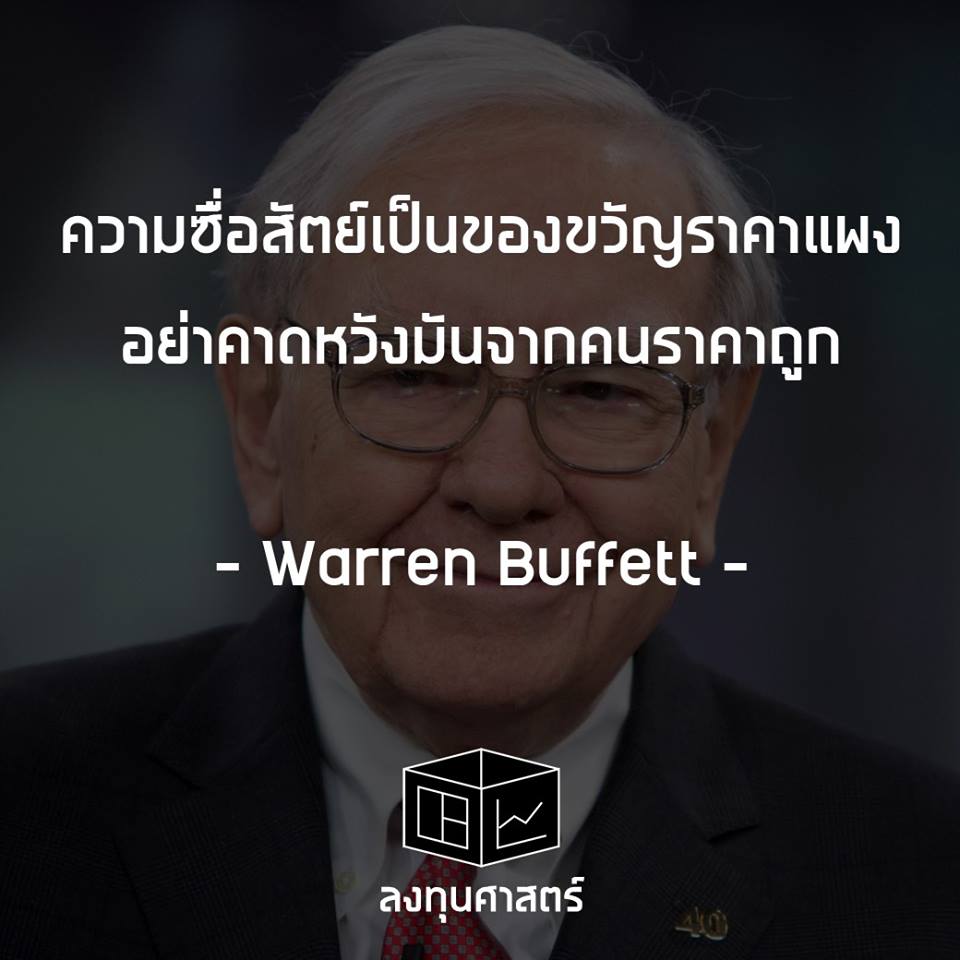 ความซื่อสัตย์เป็นของขวัญราคาแพง
อย่าคาดหวังมันจากคนราคาถูก
- Warren Buffett -
ลงทุนศาสตร์
40